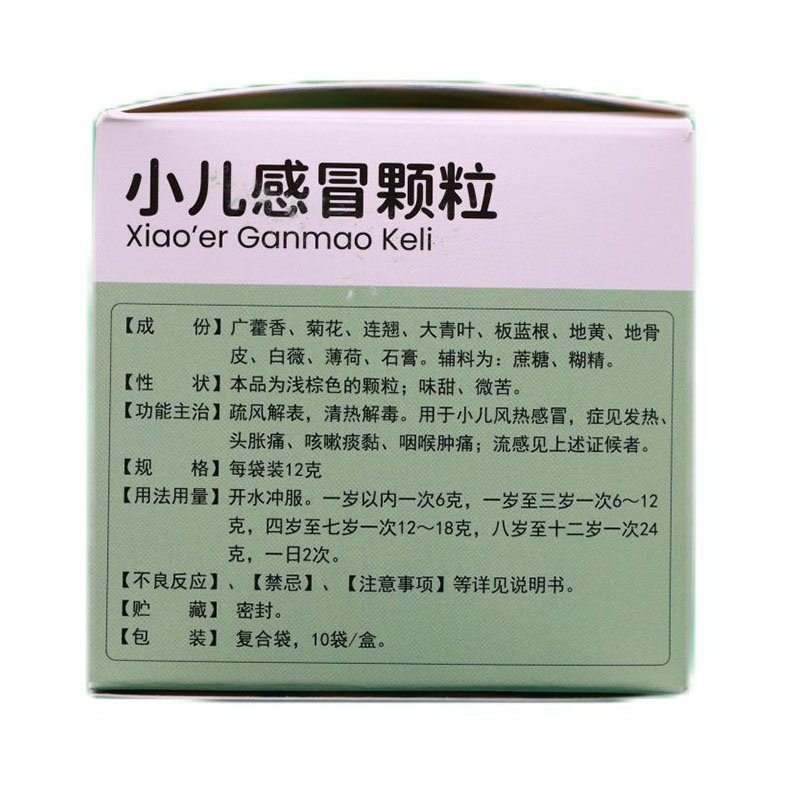 小儿感冒颗粒
Xiao'er Ganmao Keli
【成 份】广藿香、菊花、连翘、大青叶、板蓝根、地黄、地骨
皮、白薇、薄荷、石膏。辅料为：蔗糖、糊精。
【性 状】本品为浅棕色的颗粒；味甜、微苦。
【功能主治】疏风解表，清热解毒。用于小儿风热感冒，症见发热、
头胀痛、咳嗽痰黏、咽喉肿痛；流感见上述证候者。
【规 格】每袋装12克
【用法用量】开水冲服。一岁以内一次6克，一岁至三岁一次6～12
克，四岁至七岁一次12～18克，八岁至十二岁一次24
克，一日2次。
【不良反应】、【禁忌】、【注意事项】等详见说明书。
【贮 藏】密封。
【包 装】复合袋，10袋/盒。